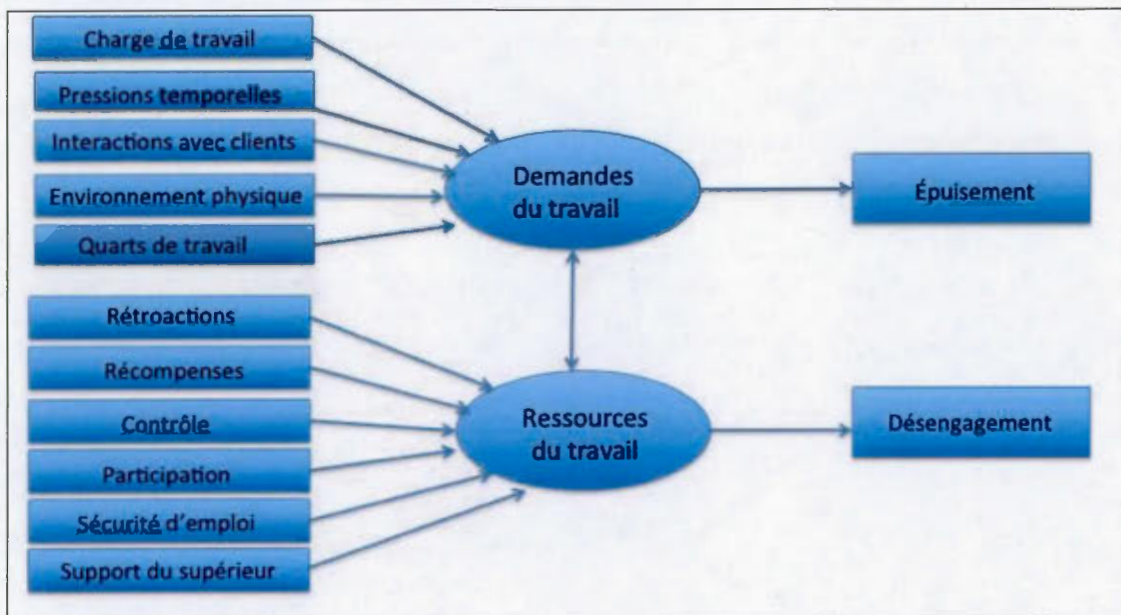 Charge de travail
Pressions temporelles
Interactions avec clients
Environnement physique
Quarts de travail
Demandes
du travail
Épuisement
Rétroactions
Récompenses
Contrôle
Participation
Sécurité d'emploi
Support du supérieur
Ressources
du travail
Désengagement